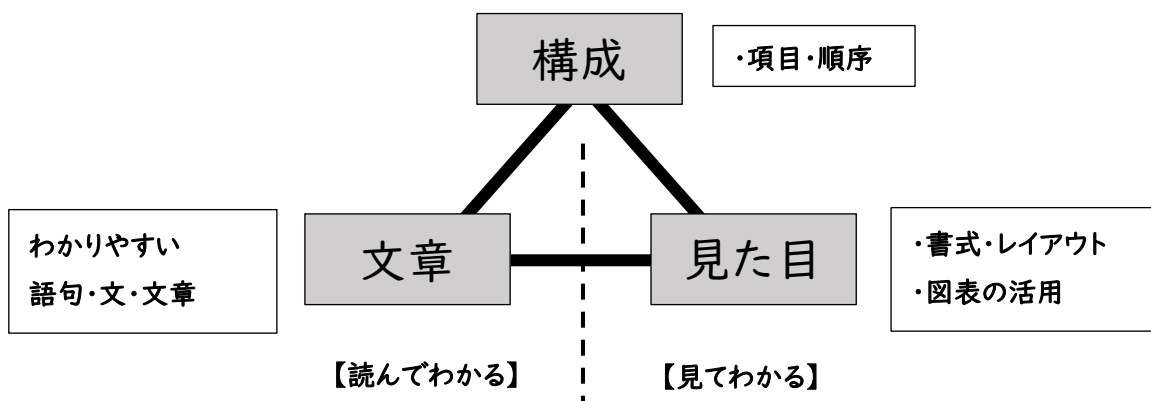 構成
・項目・順序
わかりやすい
語句・文・文章
文章
見た目
・書式・レイアウト
・図表の活用
【読んでわかる】
【見てわかる】